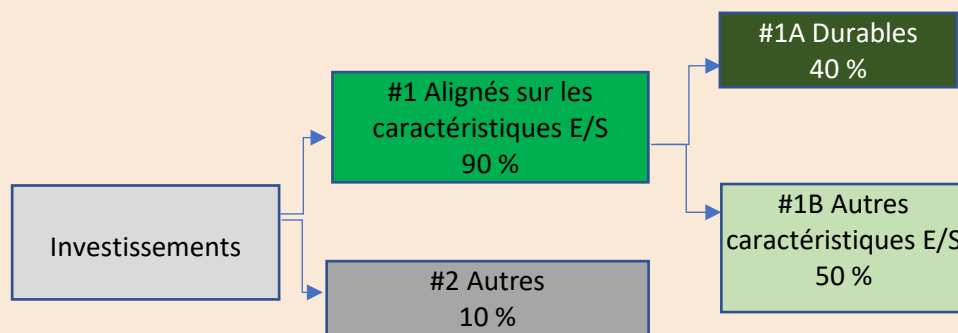 Investissements
#1 Alignés sur les
caractéristiques E/S
90 %
#2 Autres
10 %
#1A Durables
40 %
#1B Autres
caractéristiques E/S
50 %